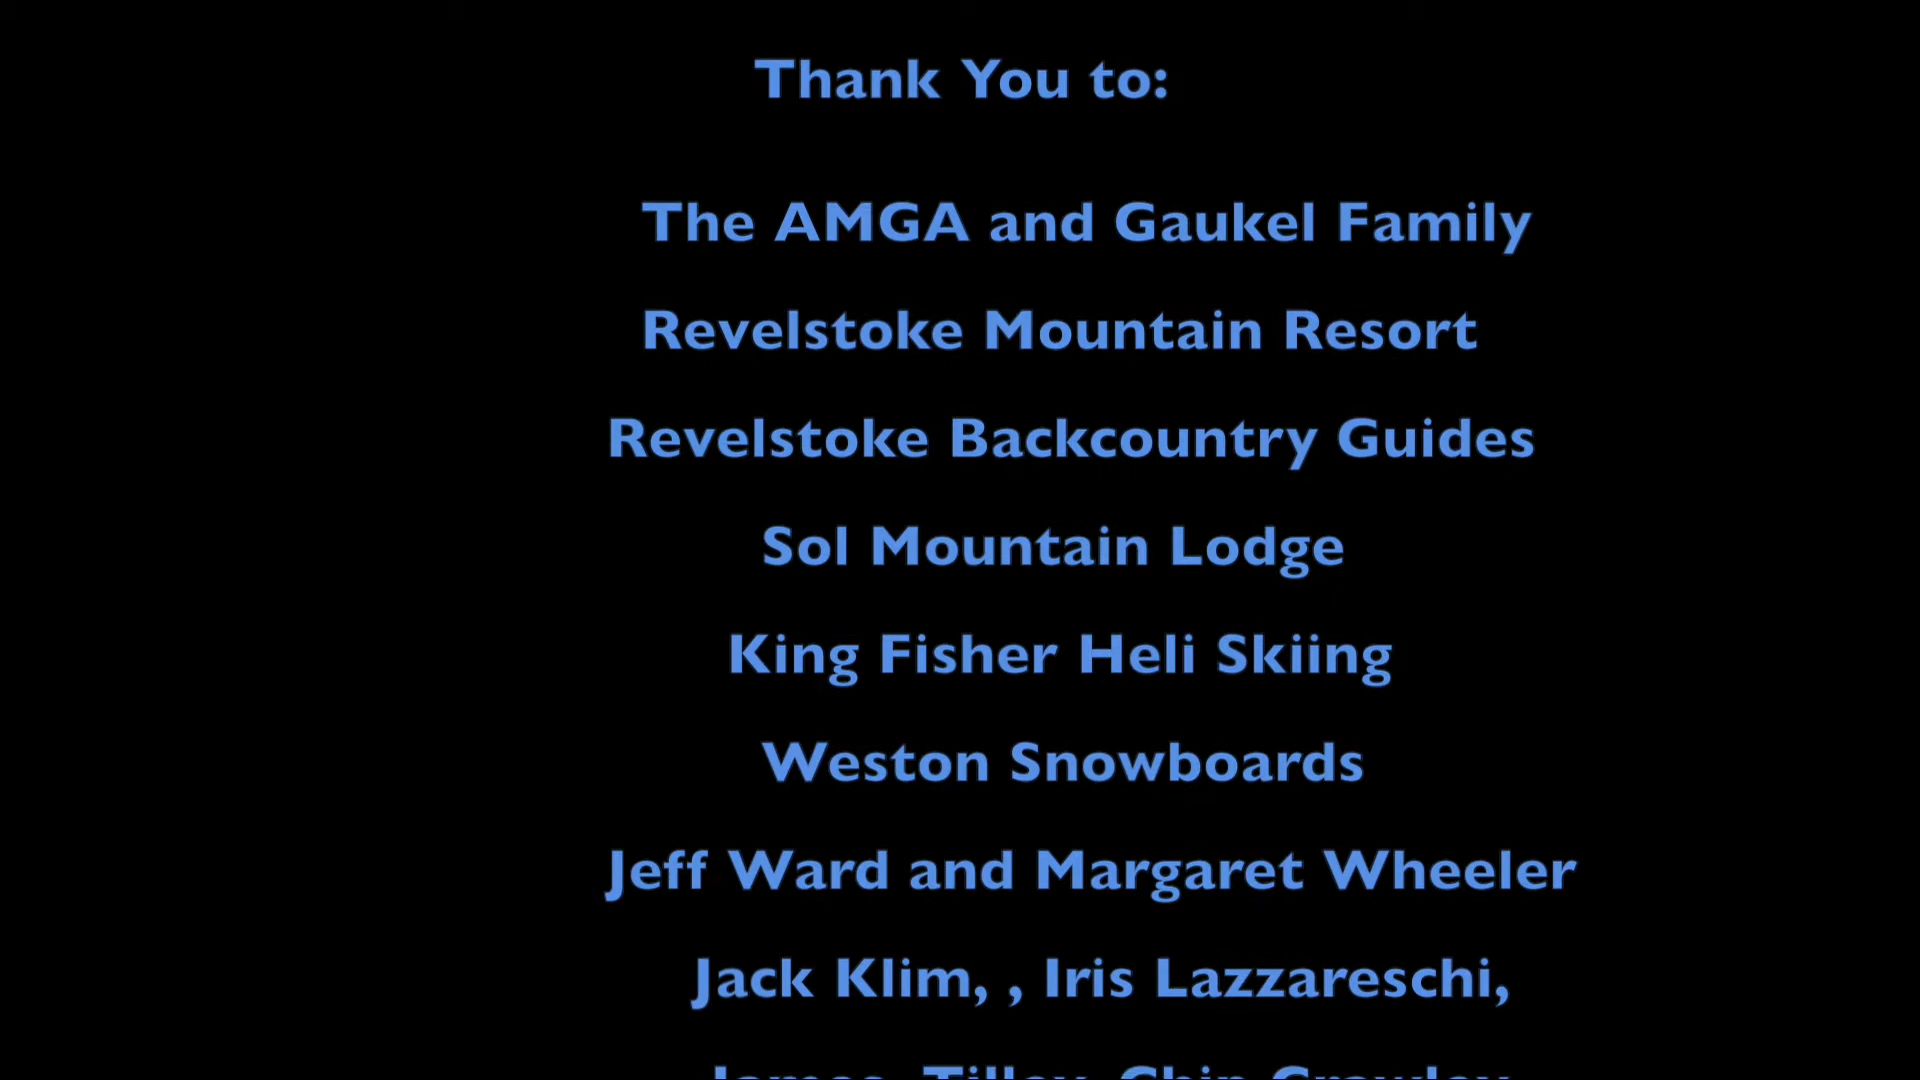 Thank You to:
The AMGA and Gaukel Family
Revelstoke Mountain Resort
Revelstoke Backcountry Guides
Sol Mountain Lodge
King Fisher Heli Skiing
Weston Snowboards
Jeff Ward and Margaret Wheeler
Jack Klim, , Iris Lazzareschi,